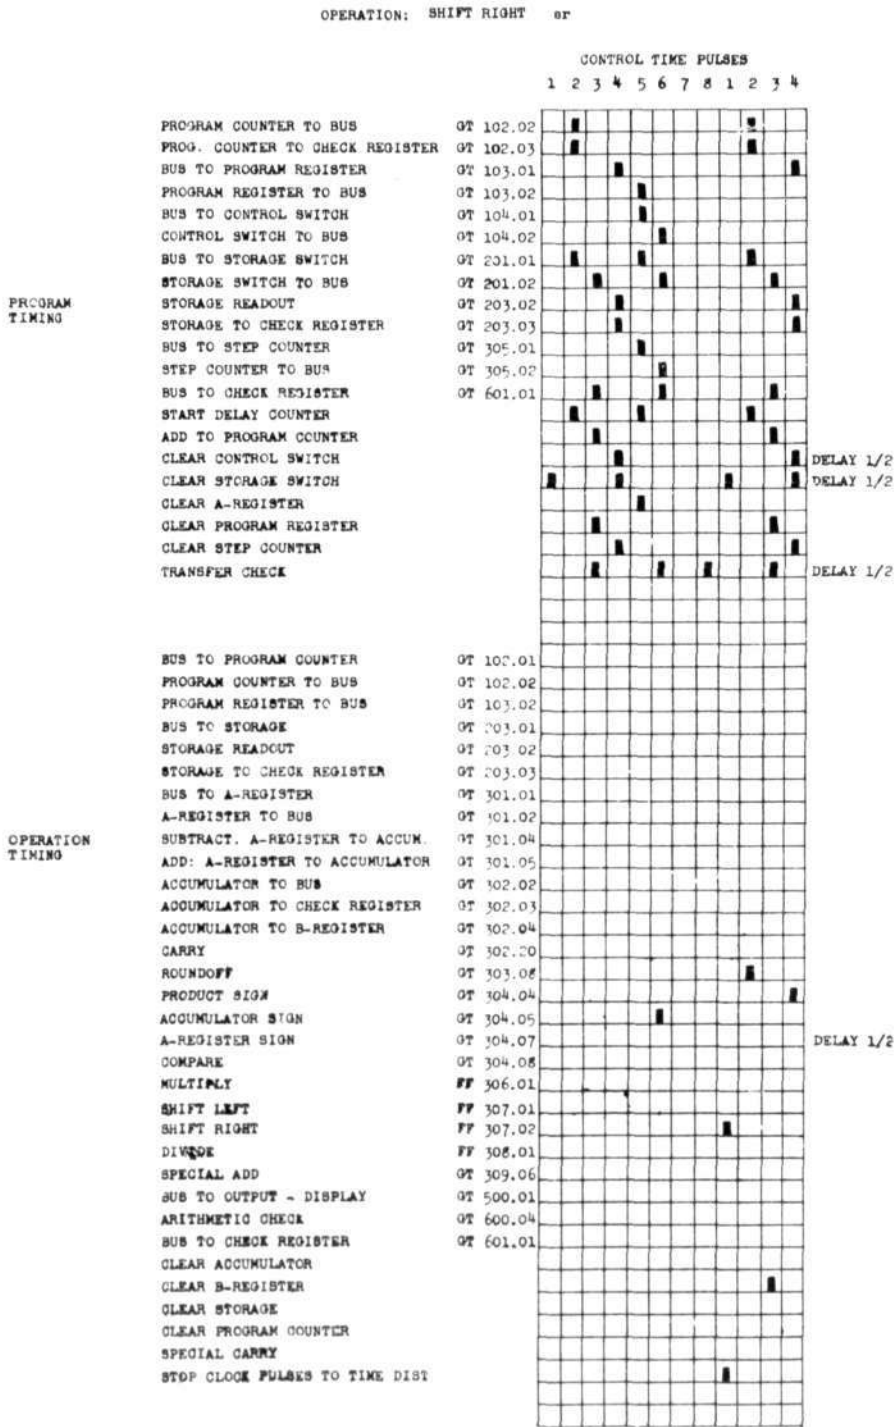 OPERATION: SHIFT RIGHT or
CONTROL TIME PULSES
1 2 3 4 5 6 7 8 1 2 3 4
PROGRAM COUNTER TO BUS GT 102.02
PROG. COUNTER TO CHECK REGISTER GT 102.03
BUS TO PROGRAM REGISTER GT 103.01
PROGRAM REGISTER TO BUS GT 103.02
BUS TO CONTROL SWITCH GT 104.01
CONTROL SWITCH TO BUS GT 104.02
BUS TO STORAGE SWITCH GT 201.01
STORAGE SWITCH TO BUS GT 201.02
PROGRAM TIMING STORAGE READOUT GT 203.02
STORAGE TO CHECK REGISTER GT 203.03
BUS TO STEP COUNTER GT 305.01
STEP COUNTER TO BUS GT 305.02
BUS TO CHECK REGISTER GT 601.01
START DELAY COUNTER
ADD TO PROGRAM COUNTER
CLEAR CONTROL SWITCH DELAY 1/2
CLEAR STORAGE SWITCH DELAY 1/2
CLEAR A-REGISTER
CLEAR PROGRAM REGISTER
CLEAR STEP COUNTER
TRANSFER CHECK DELAY 1/2
BUS TO PROGRAM COUNTER GT 102.01
PROGRAM COUNTER TO BUS GT 102.02
PROGRAM REGISTER TO BUS GT 103.02
BUS TO STORAGE GT 203.01
STORAGE READOUT GT 203 02
STORAGE TO CHECK REGISTER GT 203.03
BUS TO A-REGISTER GT 301.01
A-REGISTER TO BUS GT 301.02
OPERATION TIMING SUBTRACT. A-REGISTER TO ACCUM. GT 301.04
ADD: A-REGISTER TO ACCUMULATOR GT 301.05
ACCUMULATOR TO BUS GT 302.02
ACCUMULATOR TO CHECK REGISTER GT 302.03
ACCUMULATOR TO B-REGISTER GT 302.04
CARRY GT 302.20
ROUNDOFF GT 303.08
PRODUCT SIGN GT 304.04
ACCUMULATOR SIGN GT 304.05
A-REGISTER SIGN GT 304.07 DELAY 1/2
COMPARE GT 304.08
MULTIPLY FF 306.01
SHIFT LEFT FF 307.01
SHIFT RIGHT FF 307.02
DIVIDE FF 308.01
SPECIAL ADD GT 309.06
BUS TO OUTPUT - DISPLAY GT 500.01
ARITHMETIC CHECK GT 600.04
BUS TO CHECK REGISTER GT 601.01
CLEAR ACCUMULATOR
CLEAR B-REGISTER
CLEAR STORAGE
CLEAR PROGRAM COUNTER
SPECIAL CARRY
STOP CLOCK PULSES TO TIME DIST